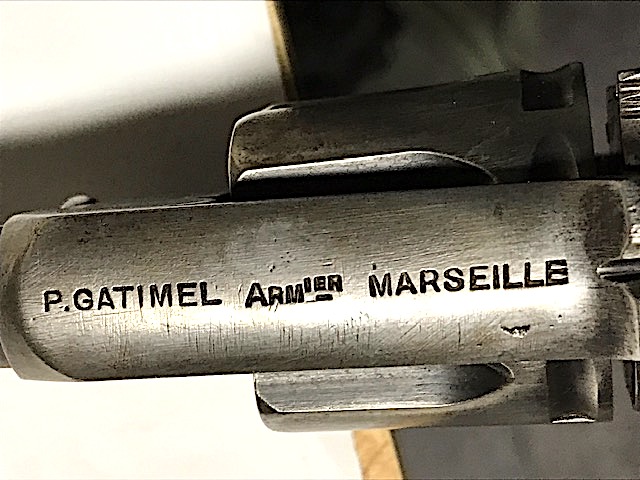 P. GATIMEL ARMIER MARSEILLE